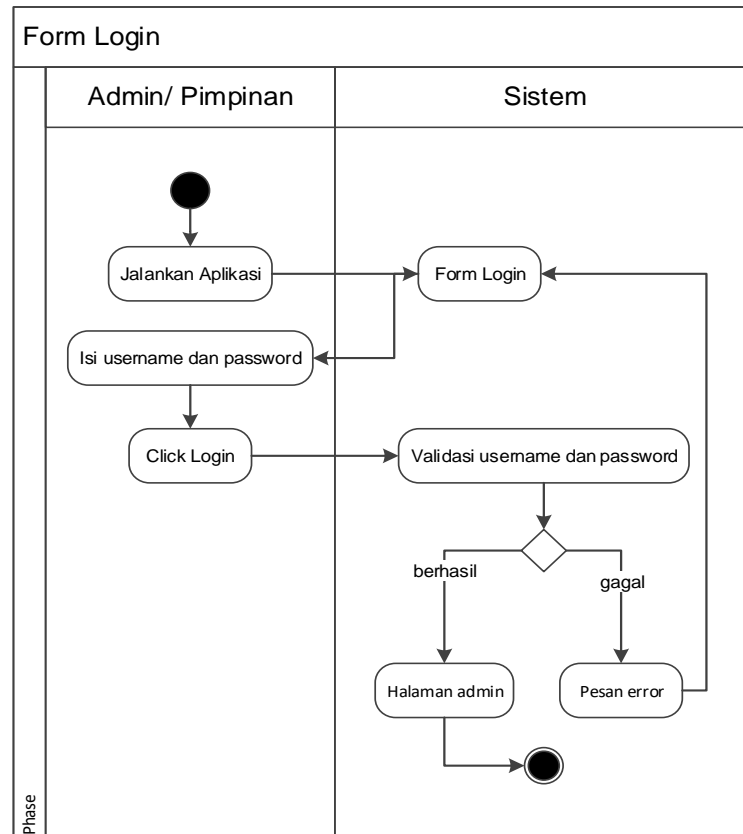 Form Login
Admin/ Pimpinan
Sistem
Jalankan Aplikasi
Form Login
Isi username dan password
Click Login
Validasi username dan password
berhasil
gagal
Halaman admin
Pesan error
Phase